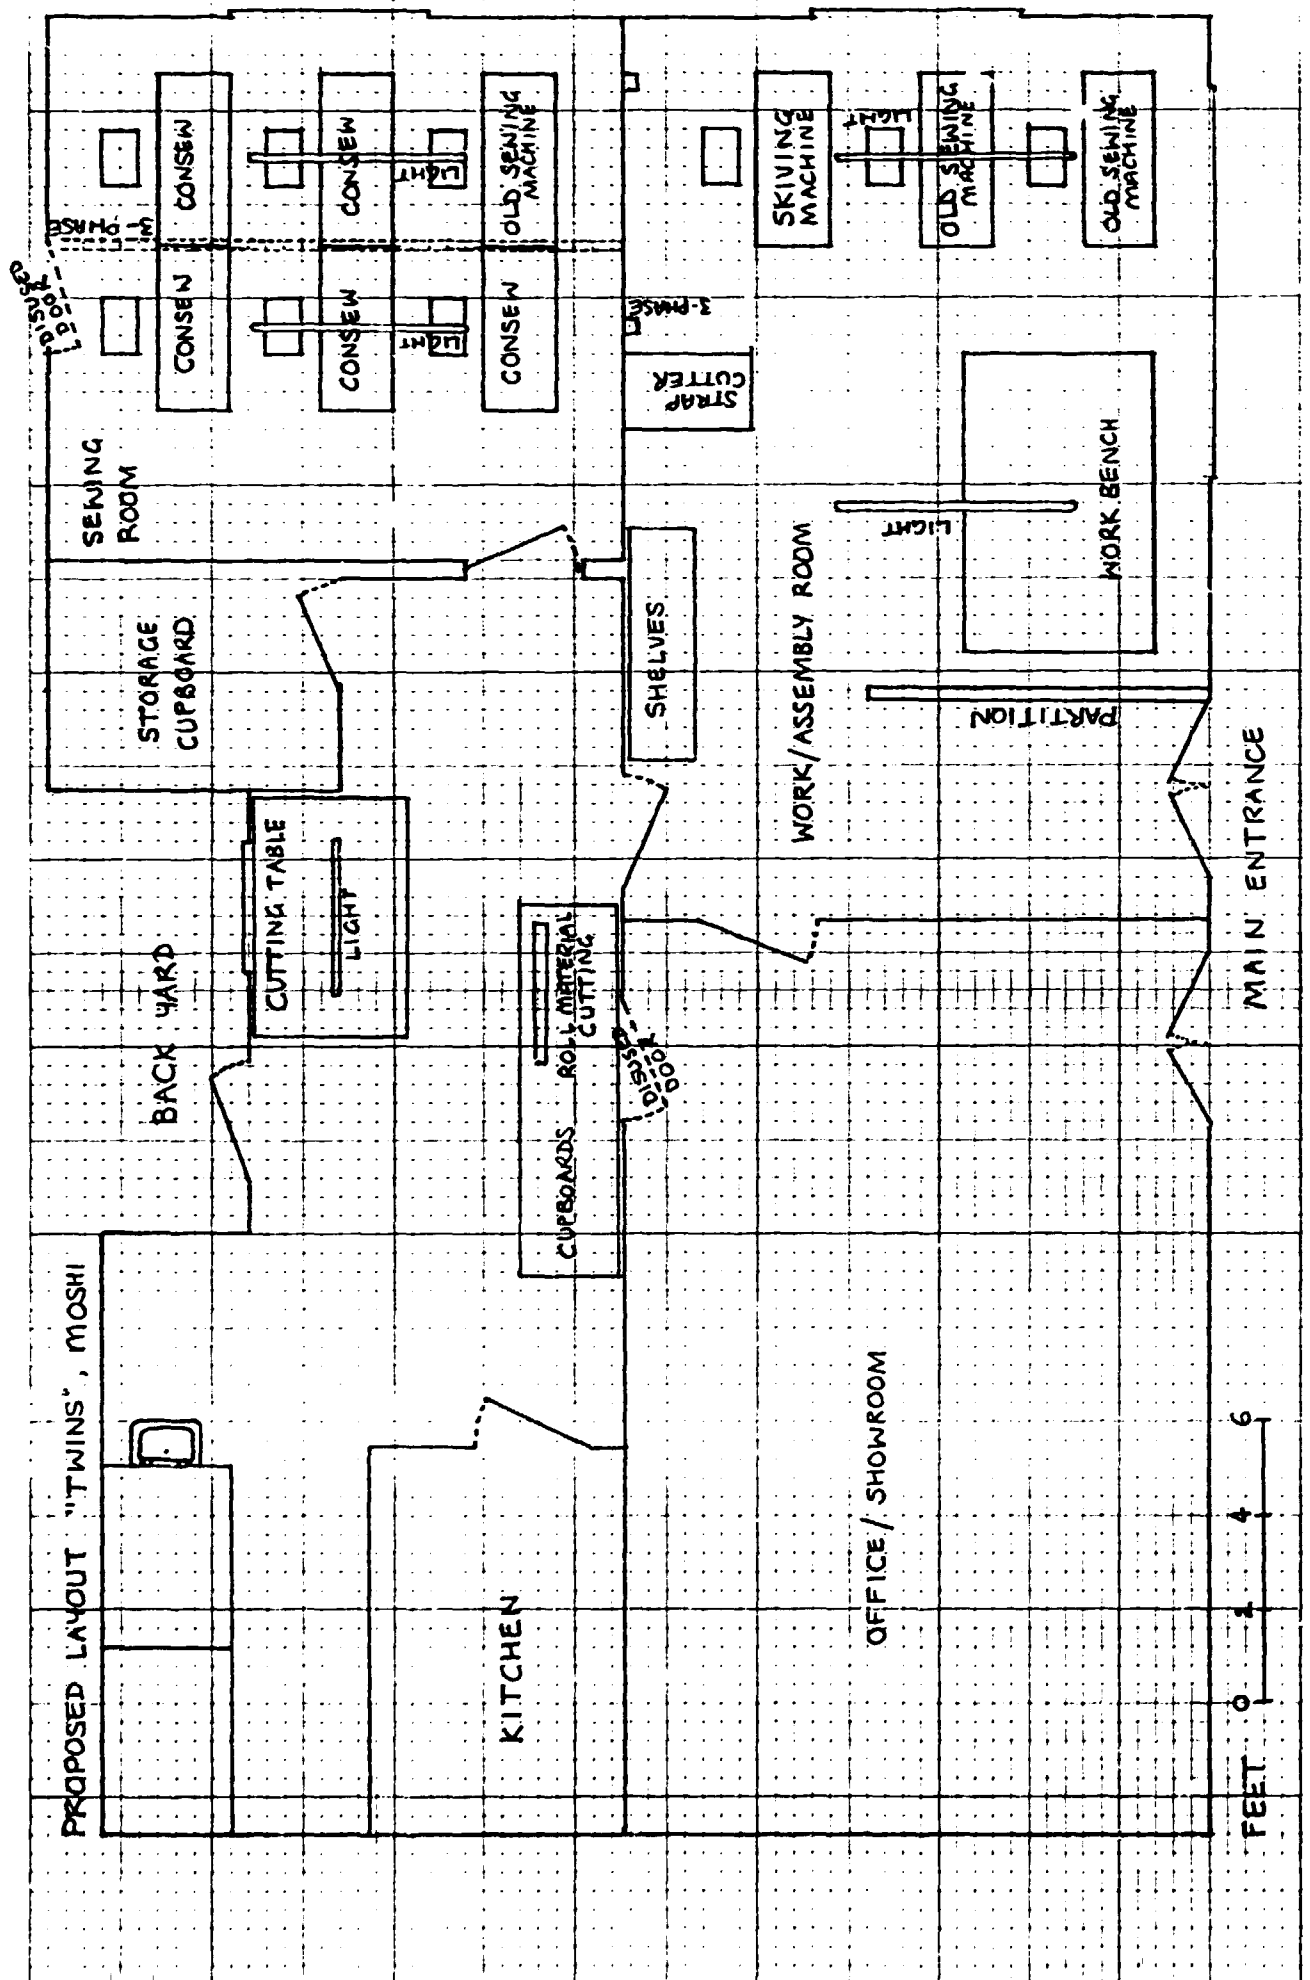 PROPOSED LAYOUT "TWINS", MOSHI
BACK YARD
STORAGE
CUPBOARD
SEWING
ROOM
DISUSED
DOOR
3-PHASE
CONSEW
CONSEW
CONSEW
CONSEW
CONSEW
OLD SEWING
MACHINE
LIGHT
LIGHT
CUTTING TABLE
LIGHT
KITCHEN
CUPBOARDS
ROLL MATERIAL
CUTTING
DISUSED
DOOR
SHELVES
STRAP
CUTTER
3-PHASE
SKIVING
MACHINE
LIGHT
OLD SEWING
MACHINE
OLD SEWING
MACHINE
OFFICE/SHOWROOM
WORK/ASSEMBLY ROOM
LIGHT
WORK BENCH
PARTITION
MAIN ENTRANCE
FEET 0 2 4 6